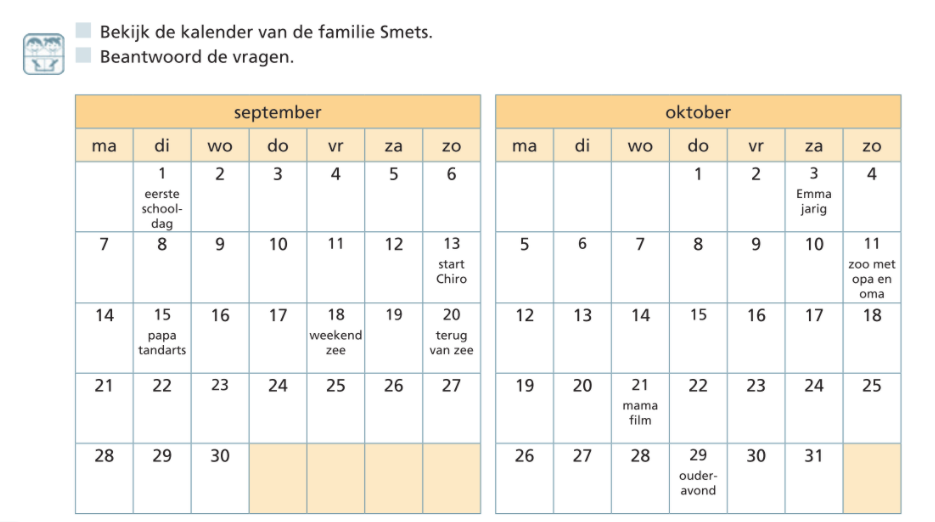 Bekijk de kalender van de familie Smets.
Beantwoord de vragen.
september
ma di wo do vr za zo
1 2 3 4 5 6
eerste
school-
dag
7 8 9 10 11 12 13
start
Chiro
14 15 16 17 18 19 20
papa weekend terug
tandarts zee van zee
21 22 23 24 25 26 27
28 29 30
oktober
ma di wo do vr za zo
1 2 3 4
Emma
jarig
5 6 7 8 9 10 11
zoo met
opa en
oma
12 13 14 15 16 17 18
19 20 21 22 23 24 25
mama
film
26 27 28 29 30 31
ouder-
avond